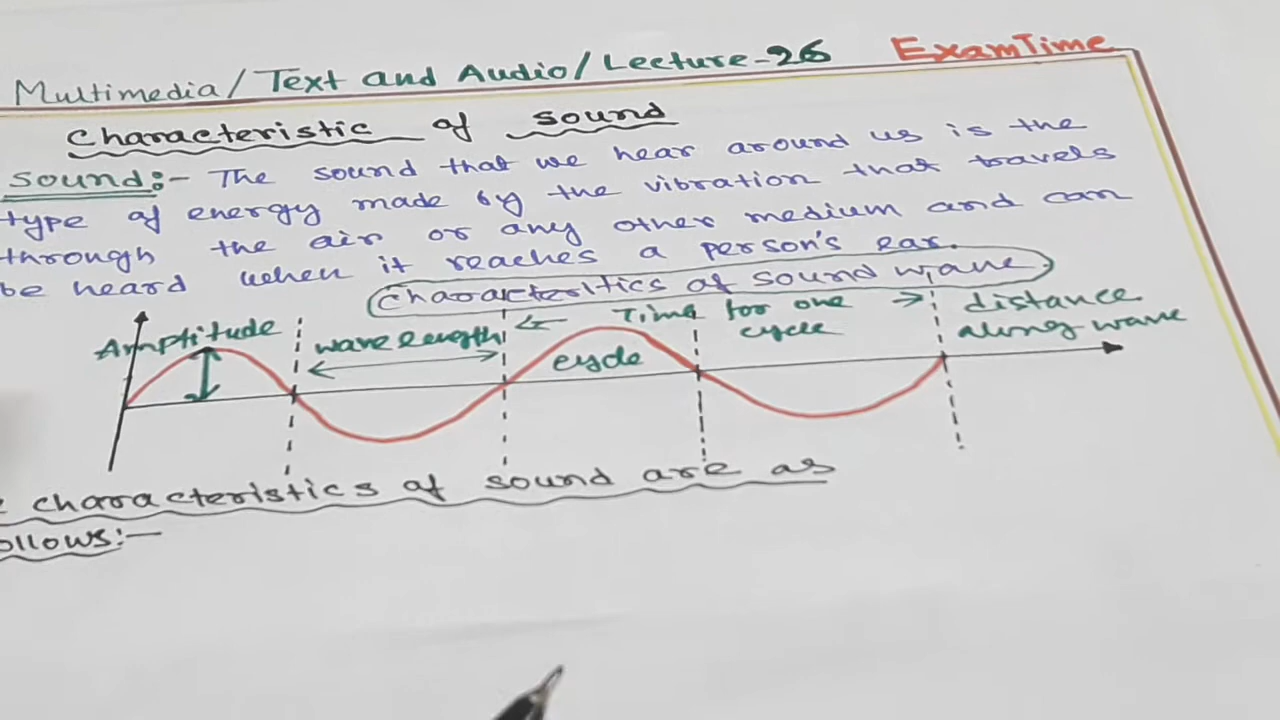 Multimedia/Text and Audio/Lecture-26 ExamTime
Characteristic of sound
Sound:- The sound that we hear around us is the
type of energy made by the vibration that travels
through the air or any other medium and can
be heard when it reaches a person's ear.
Characteristics of sound wave
Amplitude
wave length
Time for one
cycle
cycle
distance
along wave
characteristics of sound are as
ollows:-